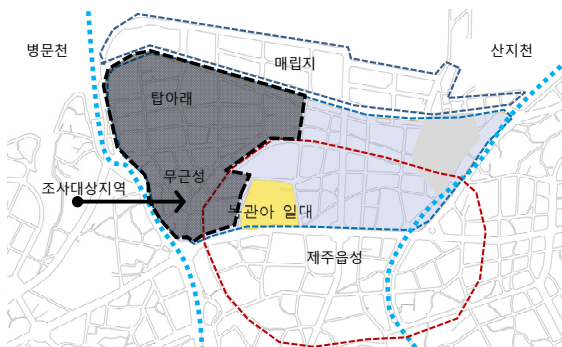 병문천
산지천
매립지
탑아래
무근성
조사대상지역
목관아 일대
제주읍성